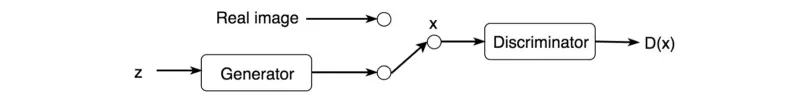 Real image
x
Discriminator
D(x)
z
Generator